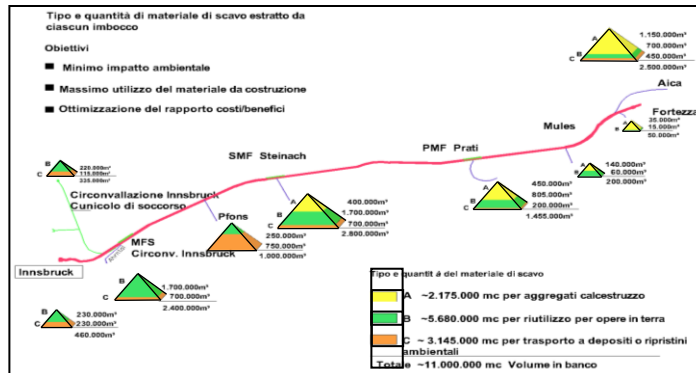 Tipo e quantità di materiale di scavo estratto da
ciascun imbocco
Obiettivi
Minimo impatto ambientale
Massimo utilizzo del materiale da costruzione
Ottimizzazione del rapporto costi/benefici
A
B
C
1.150.000m³
700.000m³
450.000m³
2.500.000m³
Aica
Fortezza
A
B
35.000m³
15.000m³
50.000m³
Mules
A
B
140.000m³
60.000m³
200.000m³
PMF Prati
A
B
C
450.000m³
805.000m³
200.000m³
1.455.000m³
SMF Steinach
A
B
C
400.000m³
1.700.000m³
700.000m³
2.800.000m³
B
C
220.000m³
115.000m³
335.000m³
Circonvallazione Innsbruck
Cunicolo di soccorso
Pfons
250.000m³
750.000m³
1.000.000m³
MFS
Circonv. Innsbruck
Innsbruck
B
C
1.700.000m³
700.000m³
2.400.000m³
B
C
230.000m³
230.000m³
460.000m³
Tipo e quantit á del materiale di scavo
A ~2.175.000 mc per aggregati calcestruzzo
B ~5.680.000 mc per riutilizzo per opere in terra
C ~ 3.145.000 mc per trasporto a depositi o ripristini
ambientali
Totale ~11.000.000 mc Volume in banco